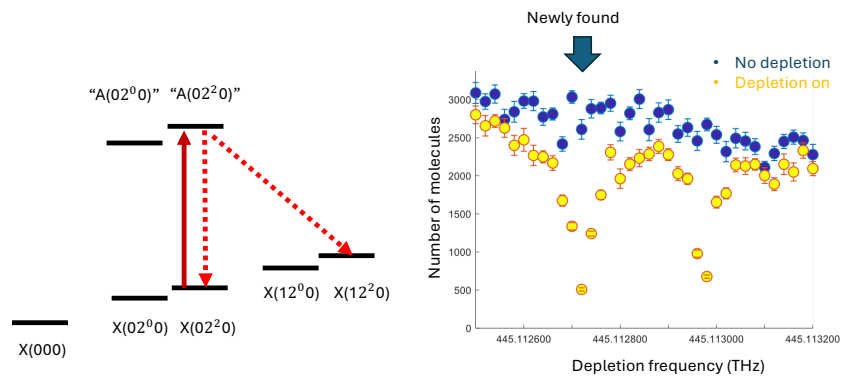 Newly found
No depletion
Depletion on
“A(02⁰0)”
“A(02²0)”
X(000)
X(02⁰0)
X(02²0)
X(12⁰0)
X(12²0)
Number of molecules
3000
2500
2000
1500
1000
500
0
445.112600
445.112800
445.113000
445.113200
Depletion frequency (THz)